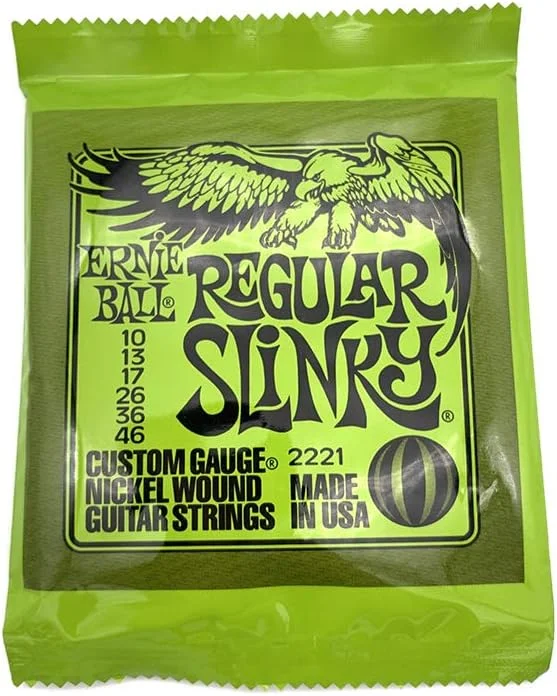 ERNIE
BALL®
REGULAR
SLINKY®
10
13
17
26
36
46
CUSTOM GAUGE® 2221
NICKEL WOUND
GUITAR STRINGS
MADE
IN USA